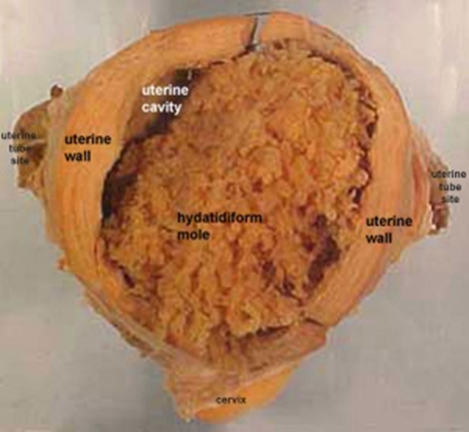 uterine
cavity
uterine
tube
site
uterine
wall
uterine
tube
site
hydatidiform
mole
uterine
wall
cervix